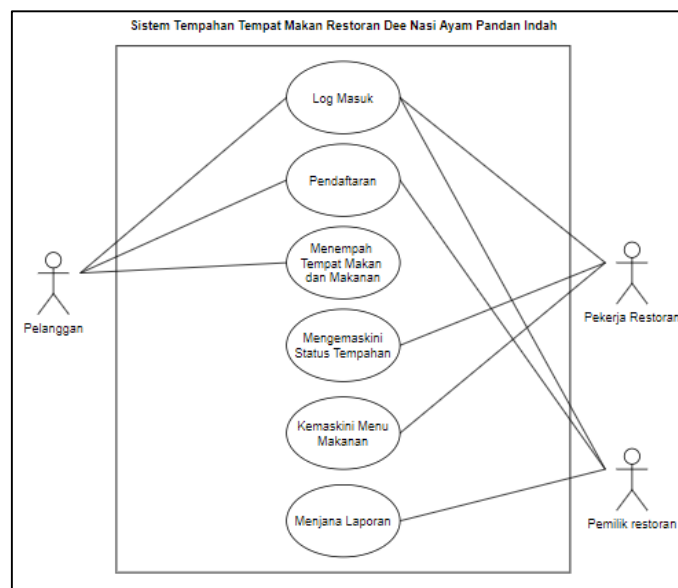 Sistem Tempahan Tempat Makan Restoran Dee Nasi Ayam Pandan Indah
Log Masuk
Pendaftaran
Menempah
Tempat Makan
dan Makanan
Pelanggan
Pekerja Restoran
Mengemaskini
Status Tempahan
Kemaskini Menu
Makanan
Menjana Laporan
Pemilik restoran